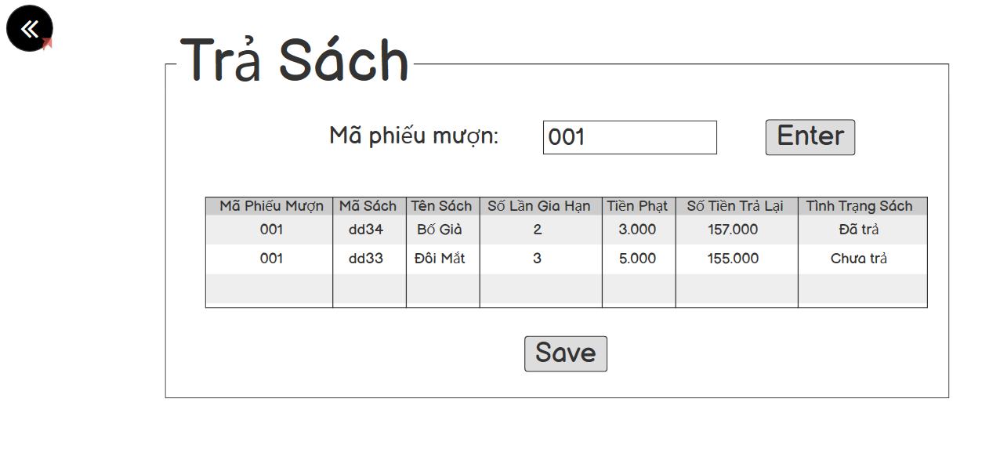 Trả Sách
Mã phiếu mượn: 001 Enter
Mã Phiếu Mượn Mã Sách Tên Sách Số Lần Gia Hạn Tiền Phạt Số Tiền Trả Lại Tình Trạng Sách
001 dd34 Bố Già 2 3.000 157.000 Đã trả
001 dd33 Đôi Mắt 3 5.000 155.000 Chưa trả
Save